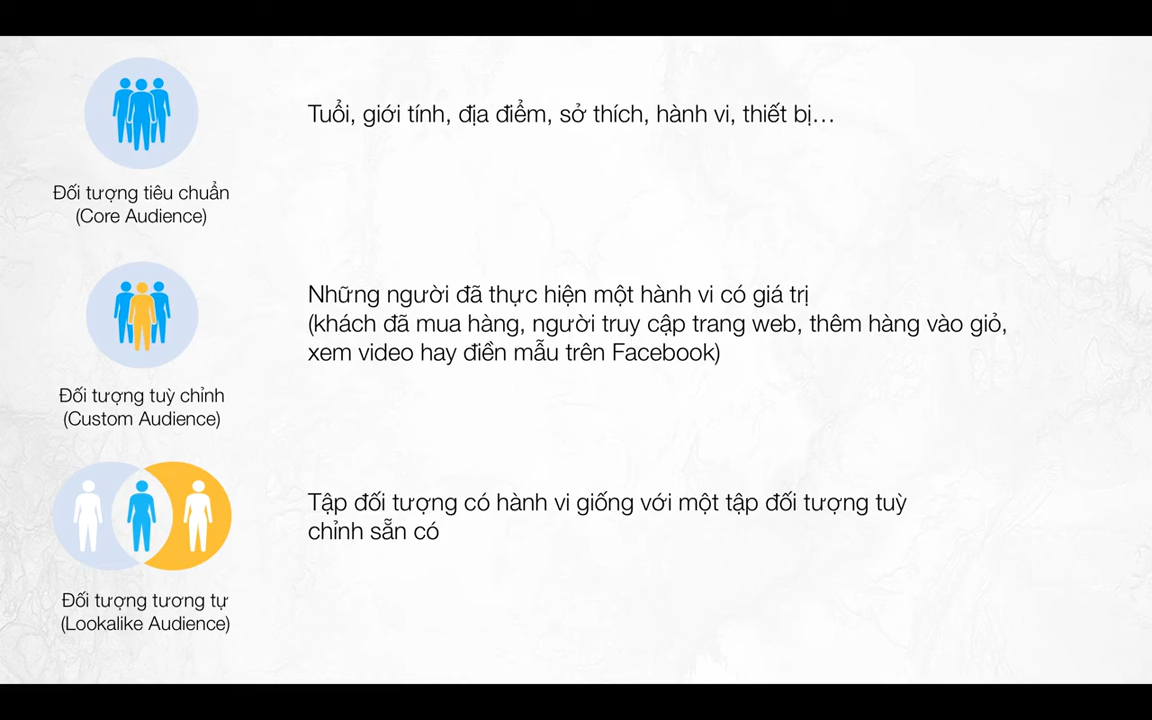 Tuổi, giới tính, địa điểm, sở thích, hành vi, thiết bị...
Đối tượng tiêu chuẩn
(Core Audience)
Những người đã thực hiện một hành vi có giá trị
(khách đã mua hàng, người truy cập trang web, thêm hàng vào giỏ,
xem video hay điền mẫu trên Facebook)
Đối tượng tuỳ chỉnh
(Custom Audience)
Tập đối tượng có hành vi giống với một tập đối tượng tuỳ
chỉnh sẵn có
Đối tượng tương tự
(Lookalike Audience)